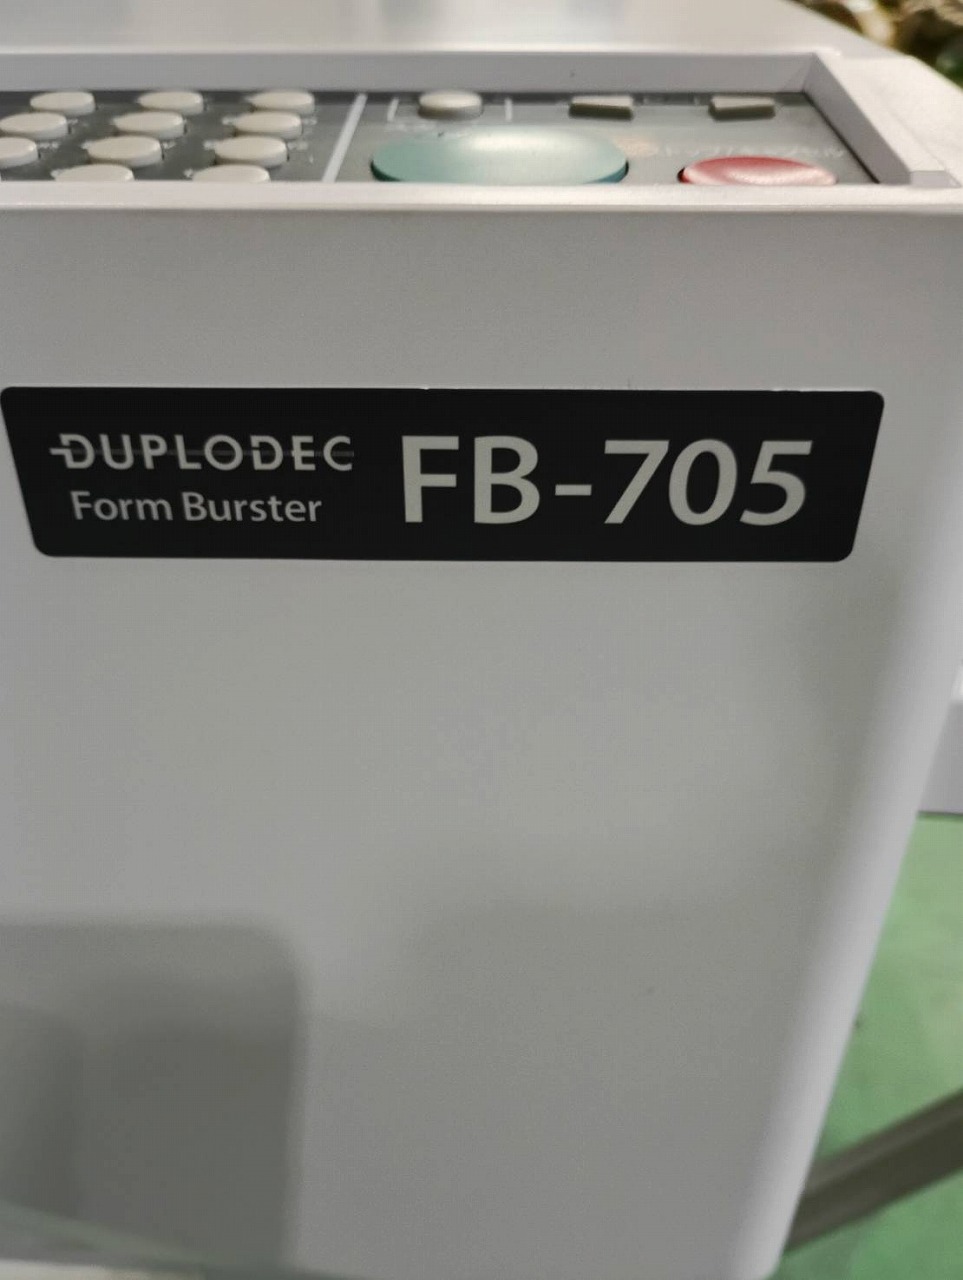 DUPLODEC
Form Burster
FB-705